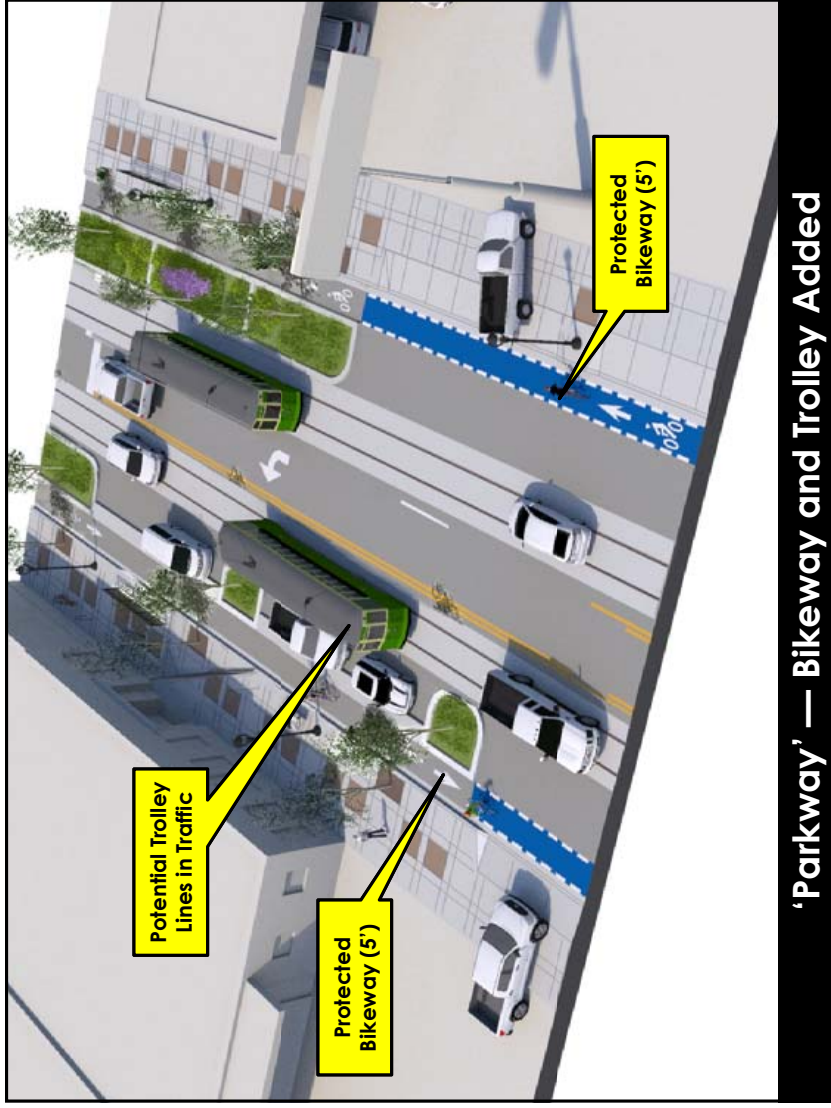 Potential Trolley
Lines in Traffic
Protected
Bikeway (5')
Protected
Bikeway (5')
‘Parkway’ — Bikeway and Trolley Added